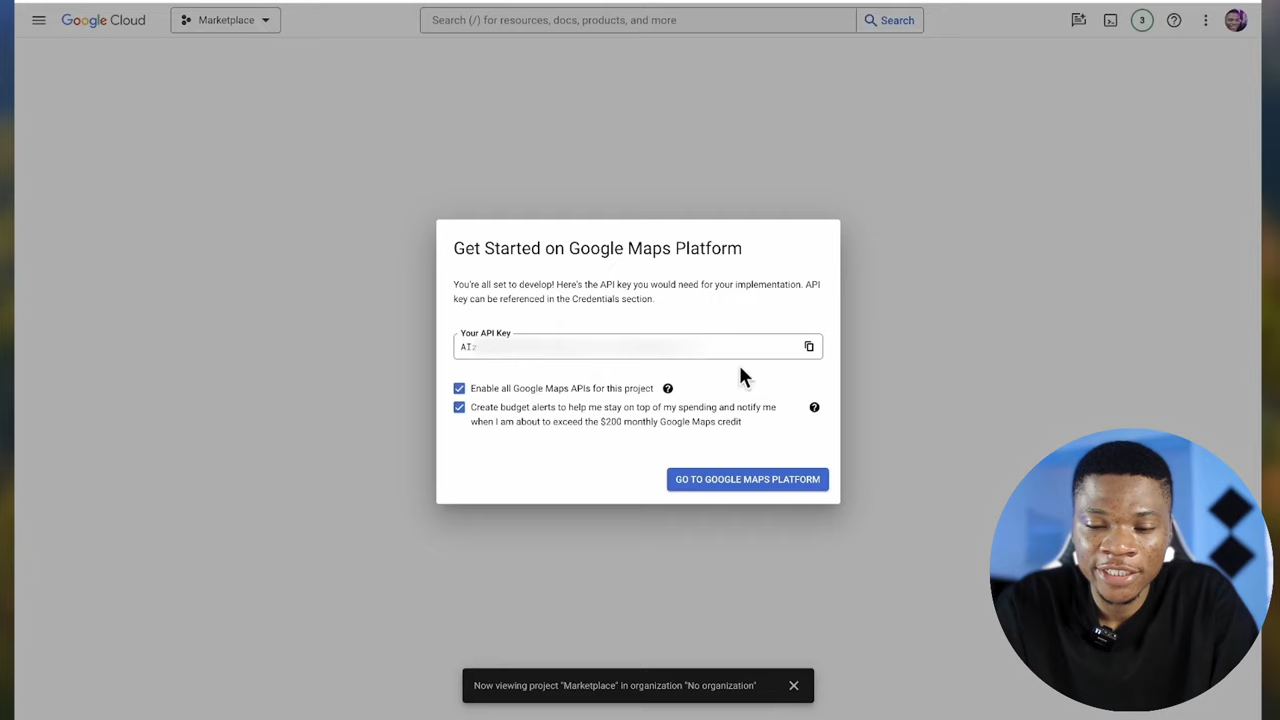 Google Cloud
Marketplace
Search (/) for resources, docs, products, and more
Search
3
Get Started on Google Maps Platform
You're all set to develop! Here's the API key you would need for your implementation. API
key can be referenced in the Credentials section.
Your API Key
AIz
Enable all Google Maps APIs for this project
Create budget alerts to help me stay on top of my spending and notify me
when I am about to exceed the $200 monthly Google Maps credit
GO TO GOOGLE MAPS PLATFORM
Now viewing project "Marketplace" in organization "No organization"